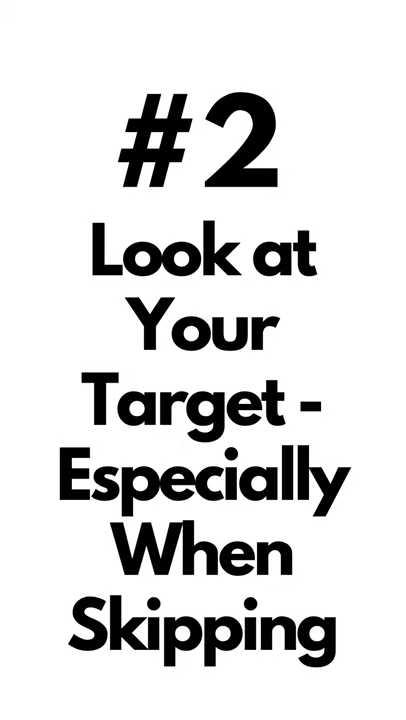 #2
Look at
Your
Target -
Especially
When
Skipping